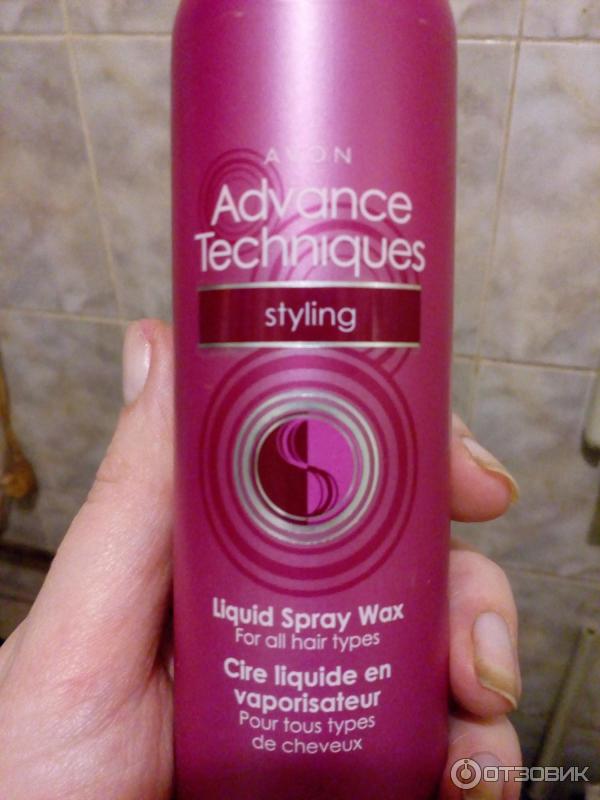 AVON
Advance
Techniques
styling
Liquid Spray Wax
For all hair types
Cire liquide en
vaporisateur
Pour tous types
de cheveux
ОТЗОВИК